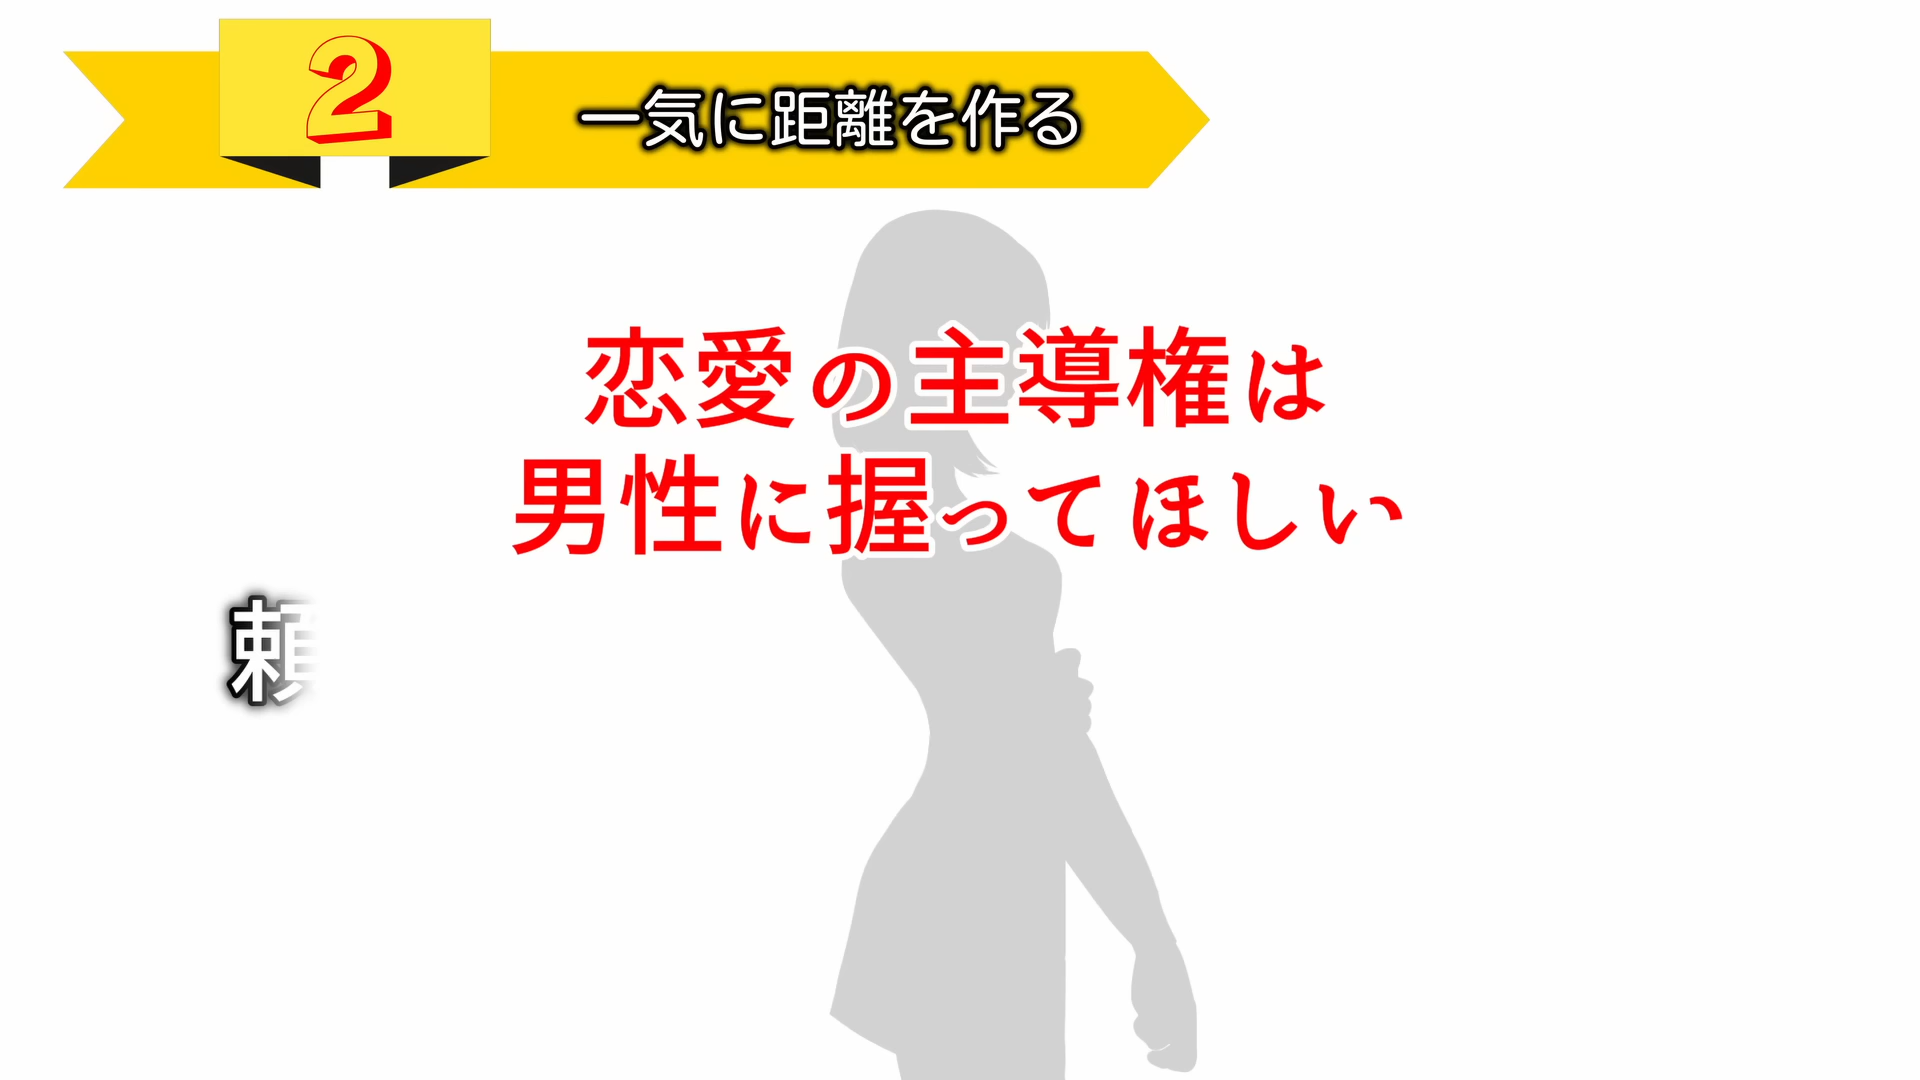 2
一気に距離を作る
恋愛の主導権は
男性に握ってほしい
頼